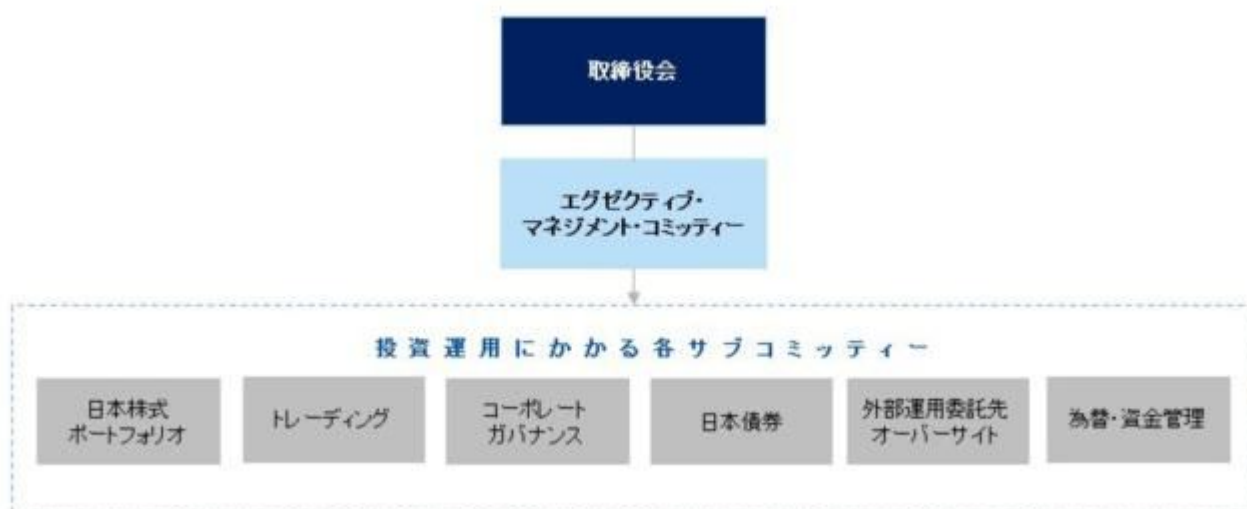 取締役会
エグゼクティブ・
マネジメント・コミッティー
投資運用にかかる各サブコミッティー
日本株式
ポートフォリオ
トレーディング
コーポレート
ガバナンス
日本債券
外部運用委託先
オーバーサイト
為替・資金管理